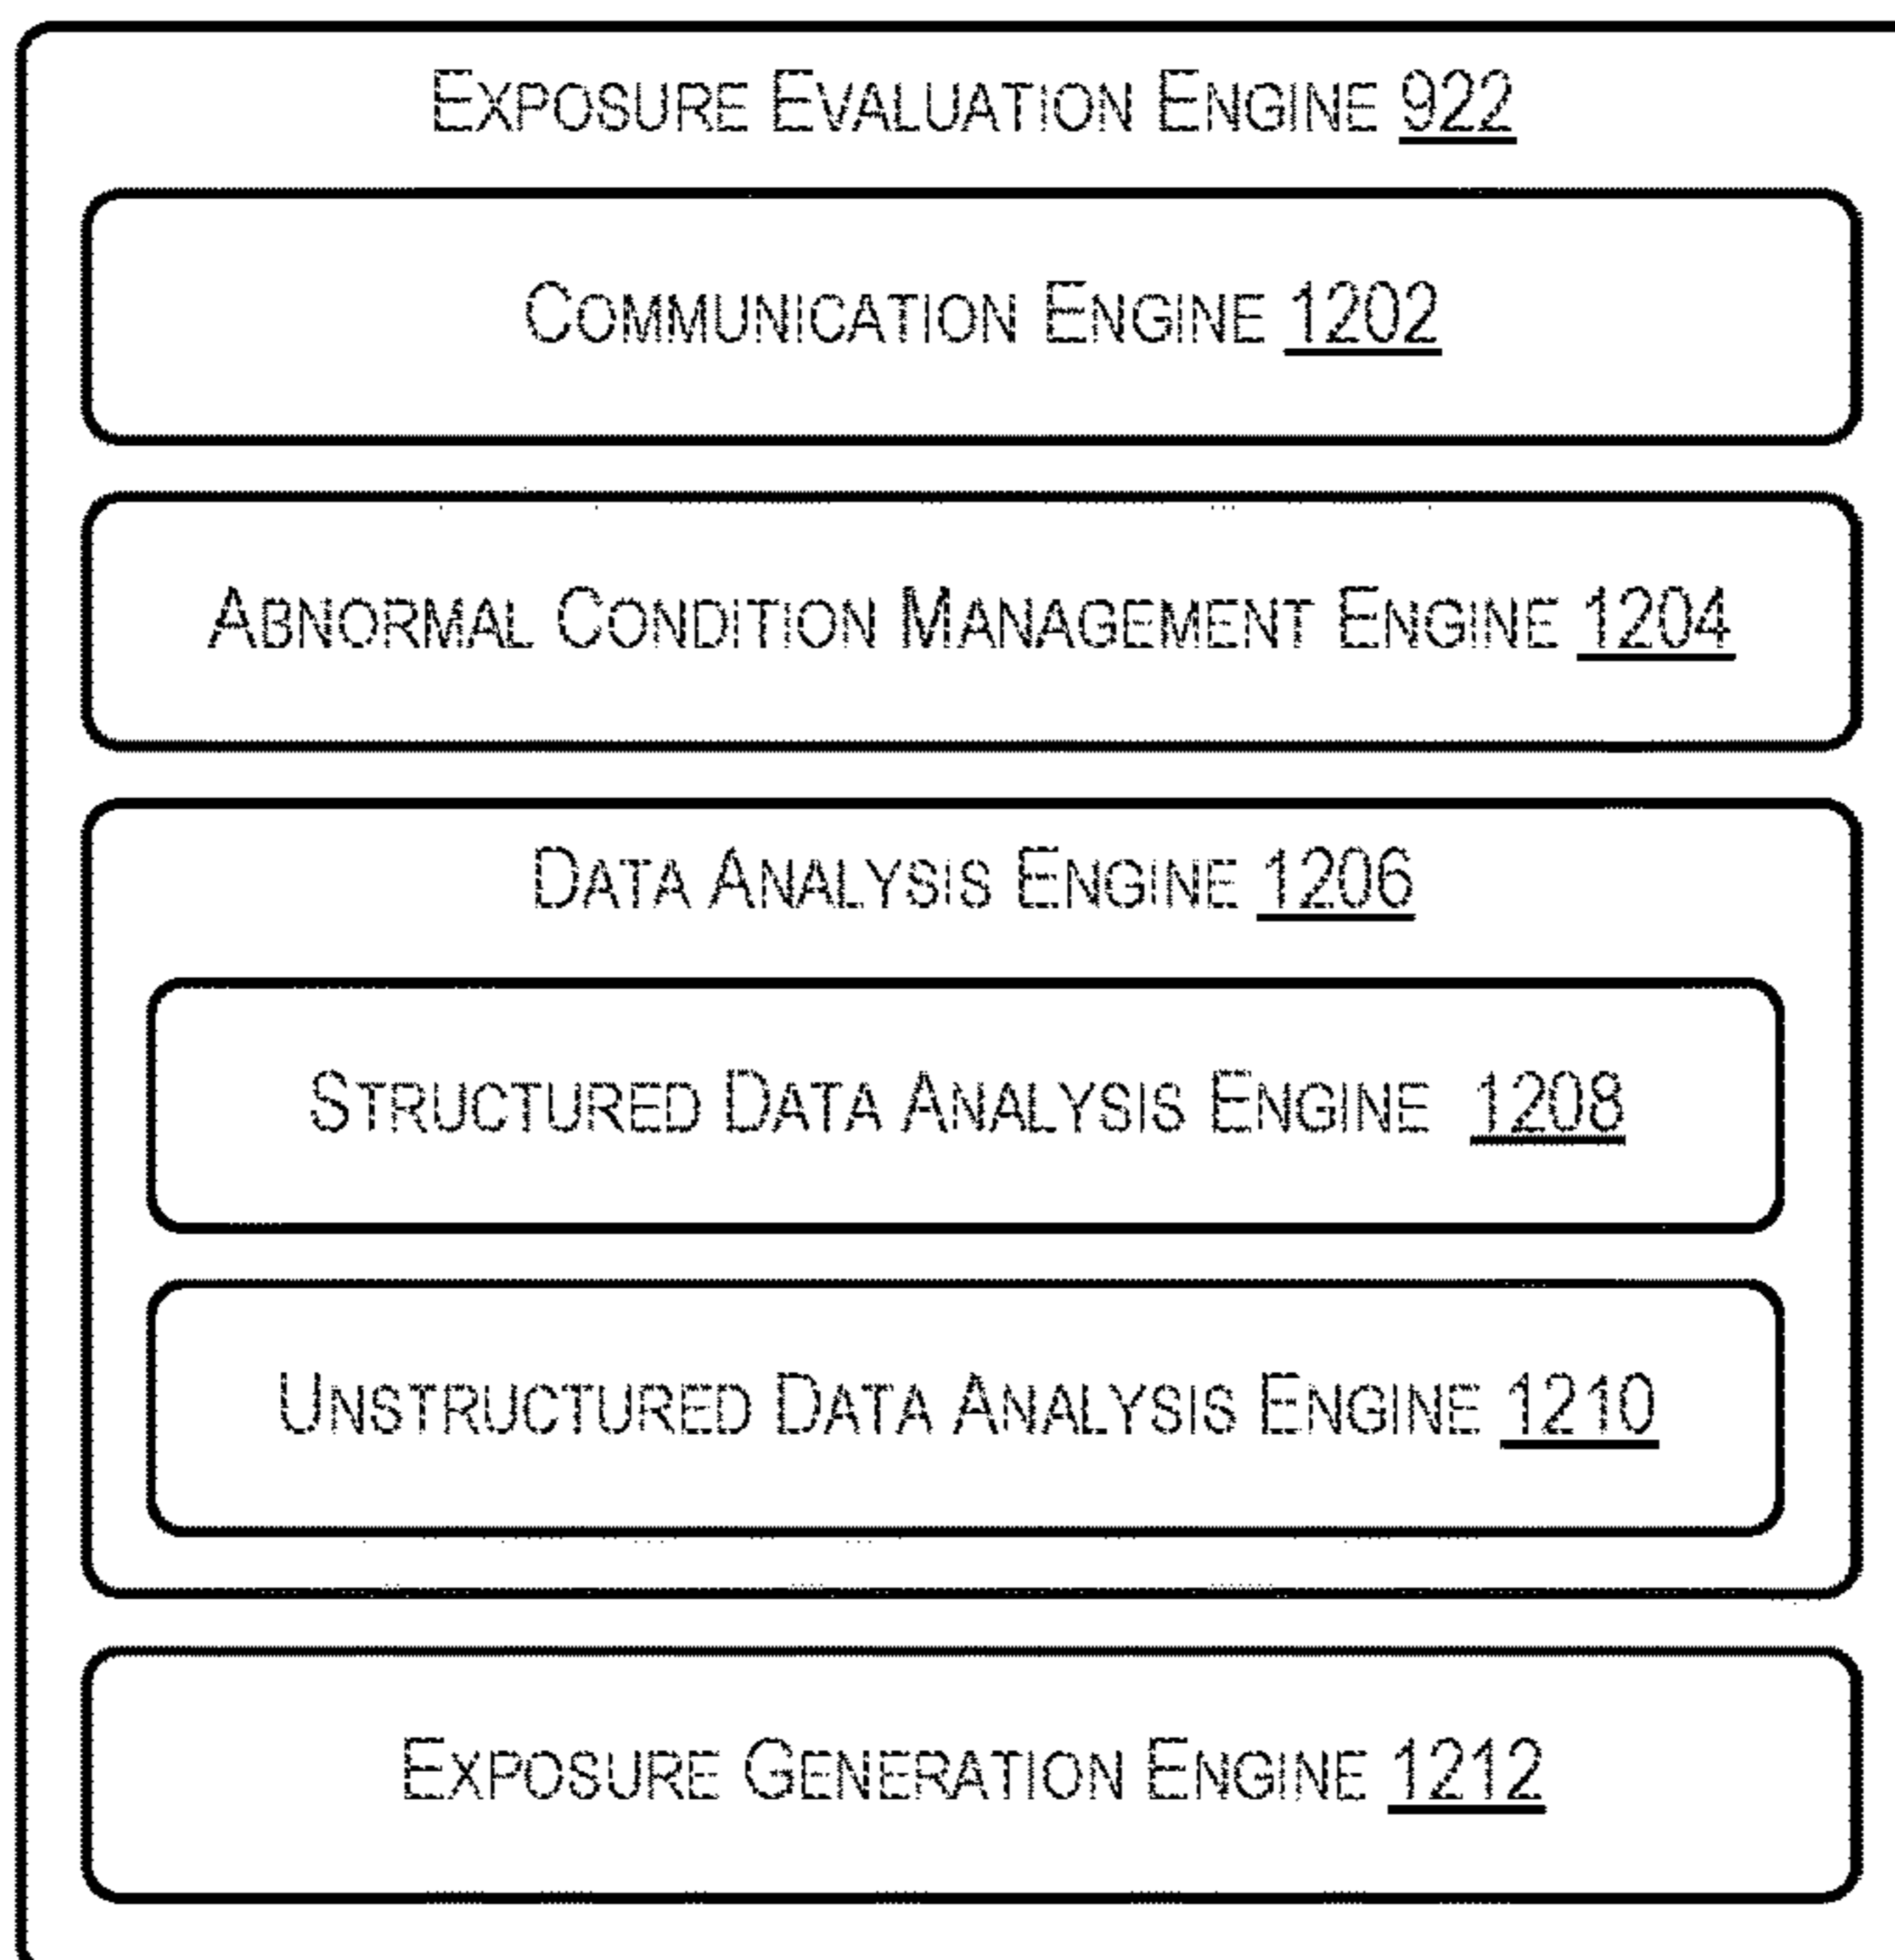 EXPOSURE EVALUATION ENGINE 922
COMMUNICATION ENGINE 1202
ABNORMAL CONDITION MANAGEMENT ENGINE 1204
DATA ANALYSIS ENGINE 1206
STRUCTURED DATA ANALYSIS ENGINE 1208
UNSTRUCTURED DATA ANALYSIS ENGINE 1210
EXPOSURE GENERATION ENGINE 1212